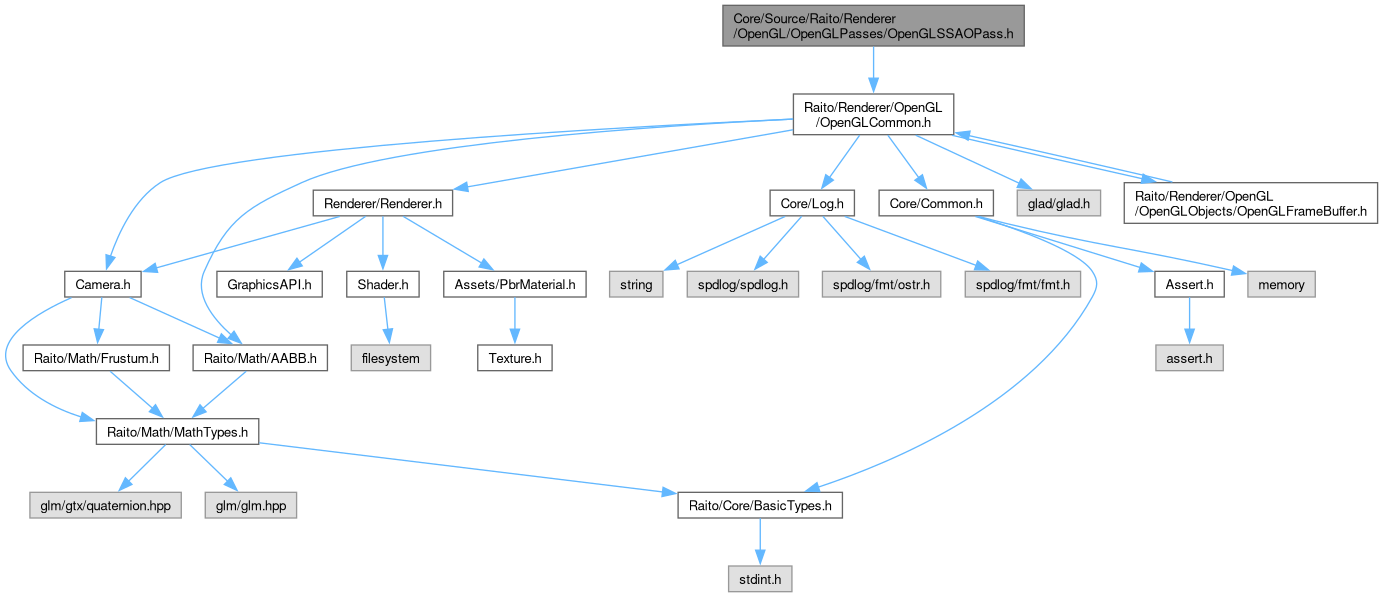 Core/Source/Raito/Renderer
/OpenGL/OpenGLPasses/OpenGLSSAOPass.h
Raito/Renderer/OpenGL
/OpenGLCommon.h
Renderer/Renderer.h
Core/Log.h
Core/Common.h
glad/glad.h
Raito/Renderer/OpenGL
/OpenGLObjects/OpenGLFrameBuffer.h
Camera.h
GraphicsAPI.h
Shader.h
Assets/PbrMaterial.h
string
spdlog/spdlog.h
spdlog/fmt/ostr.h
spdlog/fmt/fmt.h
Assert.h
memory
Raito/Math/Frustum.h
Raito/Math/AABB.h
filesystem
Texture.h
assert.h
Raito/Math/MathTypes.h
glm/gtx/quaternion.hpp
glm/glm.hpp
Raito/Core/BasicTypes.h
stdint.h